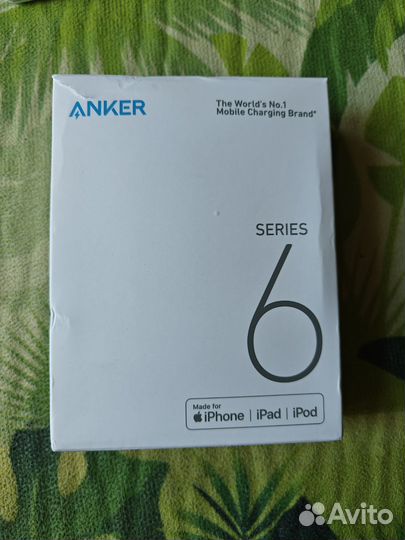 ANKER
The World's No.1
Mobile Charging Brand*
SERIES
6
Made for
iPhone | iPad | iPod
Avito